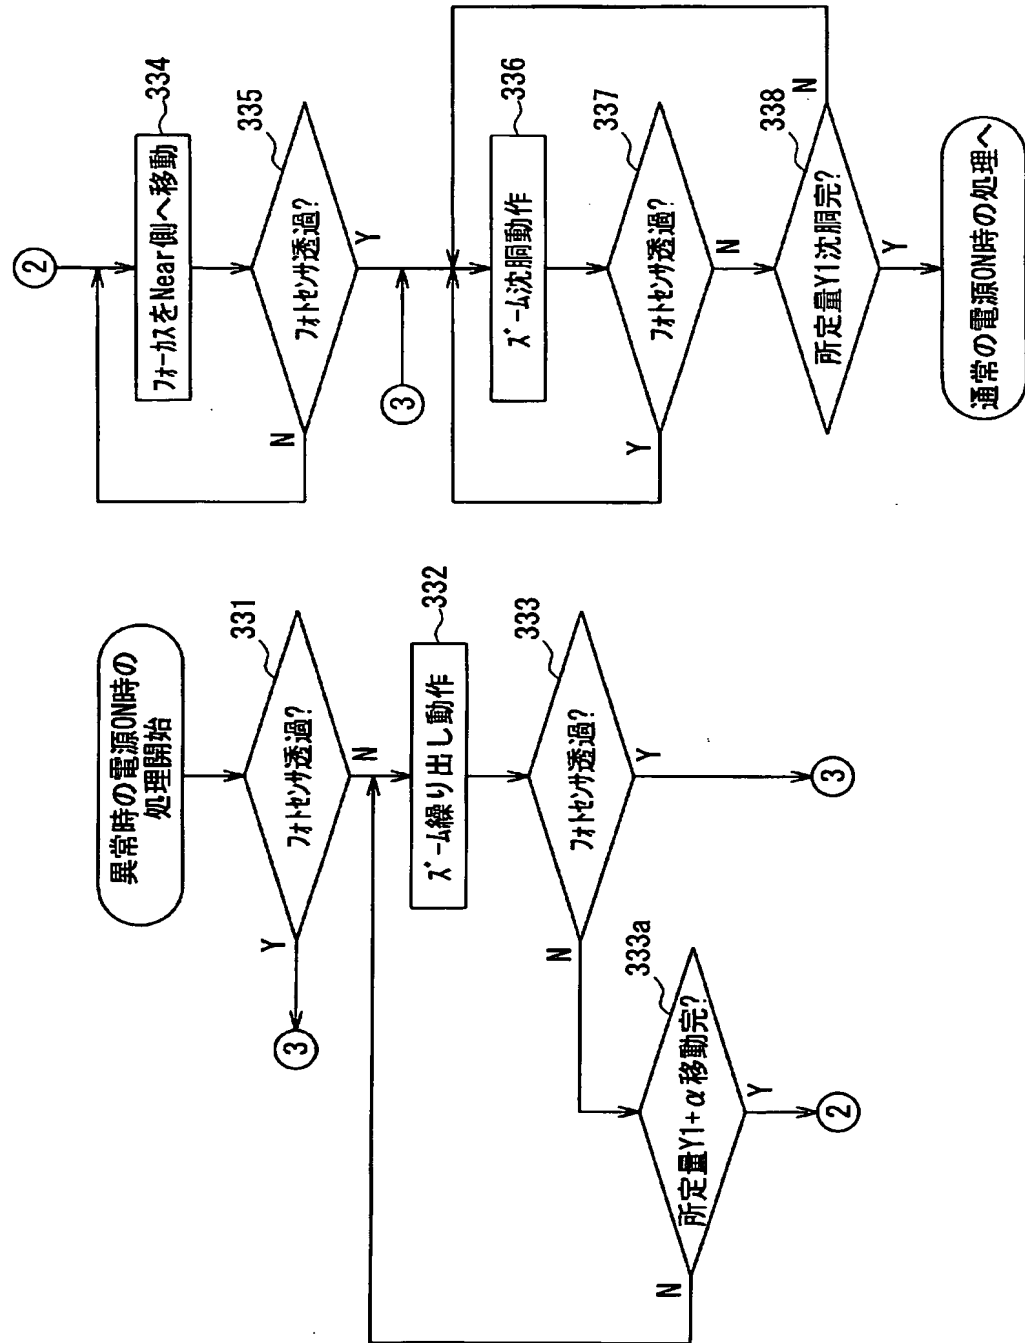 異常時の電源ON時の
処理開始
331
フォトセンサ透過?
Y
③
N
332
ズーム繰り出し動作
333
フォトセンサ透過?
Y
③
N
333a
所定量Y1+α移動完?
N
Y
②
②
334
フォーカスをNear側へ移動
335
フォトセンサ透過?
N
Y
③
336
ズーム沈胴動作
337
フォトセンサ透過?
Y
N
338
所定量Y1沈胴完?
N
Y
通常の電源ON時の処理へ